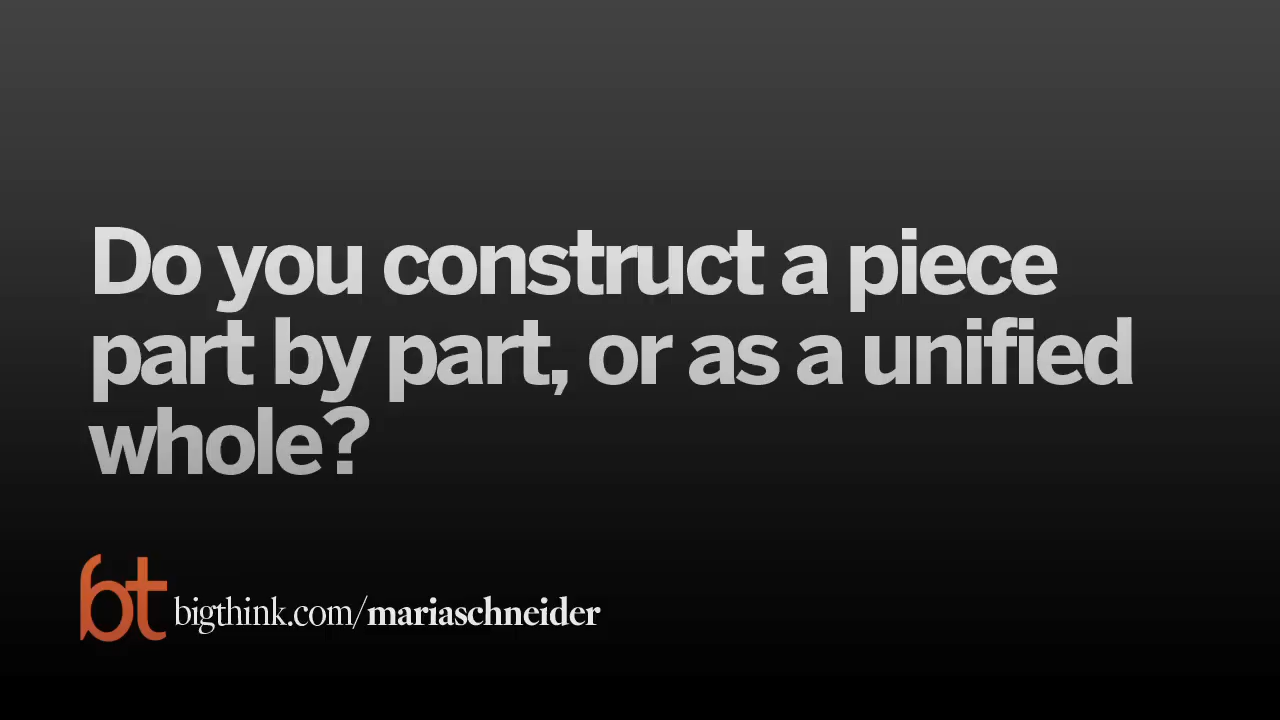 Do you construct a piece
part by part, or as a unified
whole?
bt bigthink.com/mariaschneider